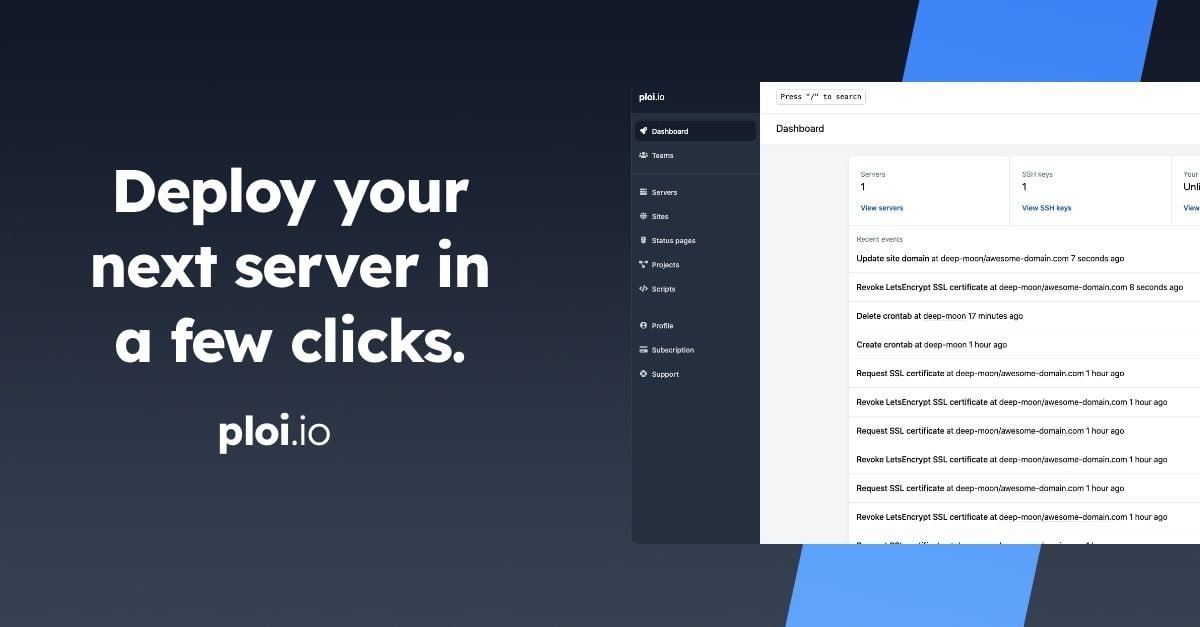 Deploy your
next server in
a few clicks.
ploi.io
ploi.io
Dashboard
Teams
Servers
Sites
Status pages
Projects
Scripts
Profile
Subscription
Support
Press "/" to search
Dashboard
Servers
1
View servers
SSH keys
1
View SSH keys
Your
Unli
View
Recent events
Update site domain at deep-moon/awesome-domain.com 7 seconds ago
Revoke LetsEncrypt SSL certificate at deep-moon/awesome-domain.com 8 seconds ago
Delete crontab at deep-moon 17 minutes ago
Create crontab at deep-moon 1 hour ago
Request SSL certificate at deep-moon/awesome-domain.com 1 hour ago
Revoke LetsEncrypt SSL certificate at deep-moon/awesome-domain.com 1 hour ago
Request SSL certificate at deep-moon/awesome-domain.com 1 hour ago
Revoke LetsEncrypt SSL certificate at deep-moon/awesome-domain.com 1 hour ago
Request SSL certificate at deep-moon/awesome-domain.com 1 hour ago
Revoke LetsEncrypt SSL certificate at deep-moon/awesome-domain.com 1 hour ago